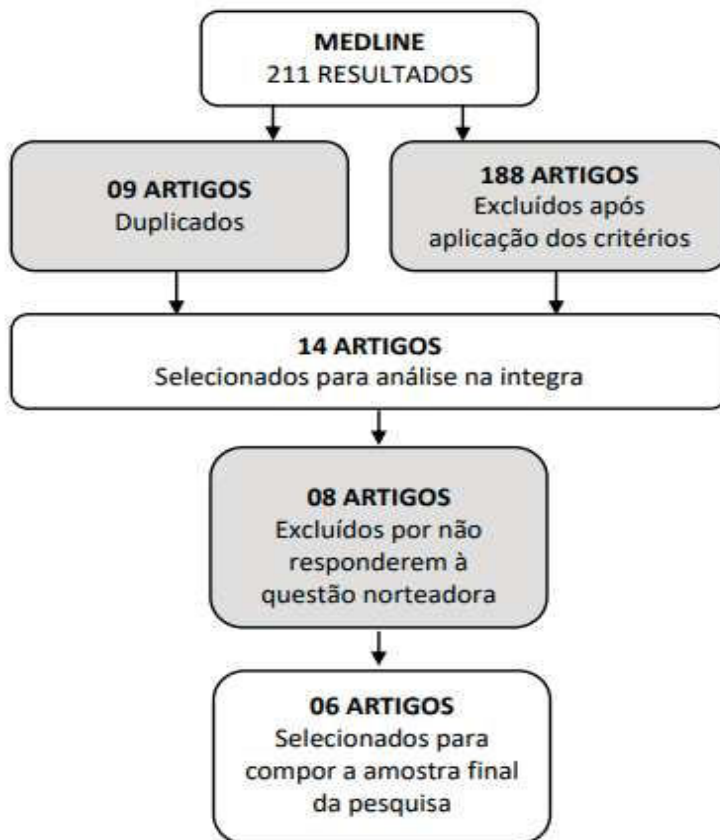 MEDLINE
211 RESULTADOS
09 ARTIGOS
Duplicados
188 ARTIGOS
Excluídos após
aplicação dos critérios
14 ARTIGOS
Selecionados para análise na integra
08 ARTIGOS
Excluídos por não
responderem à
questão norteadora
06 ARTIGOS
Selecionados para
compor a amostra final
da pesquisa